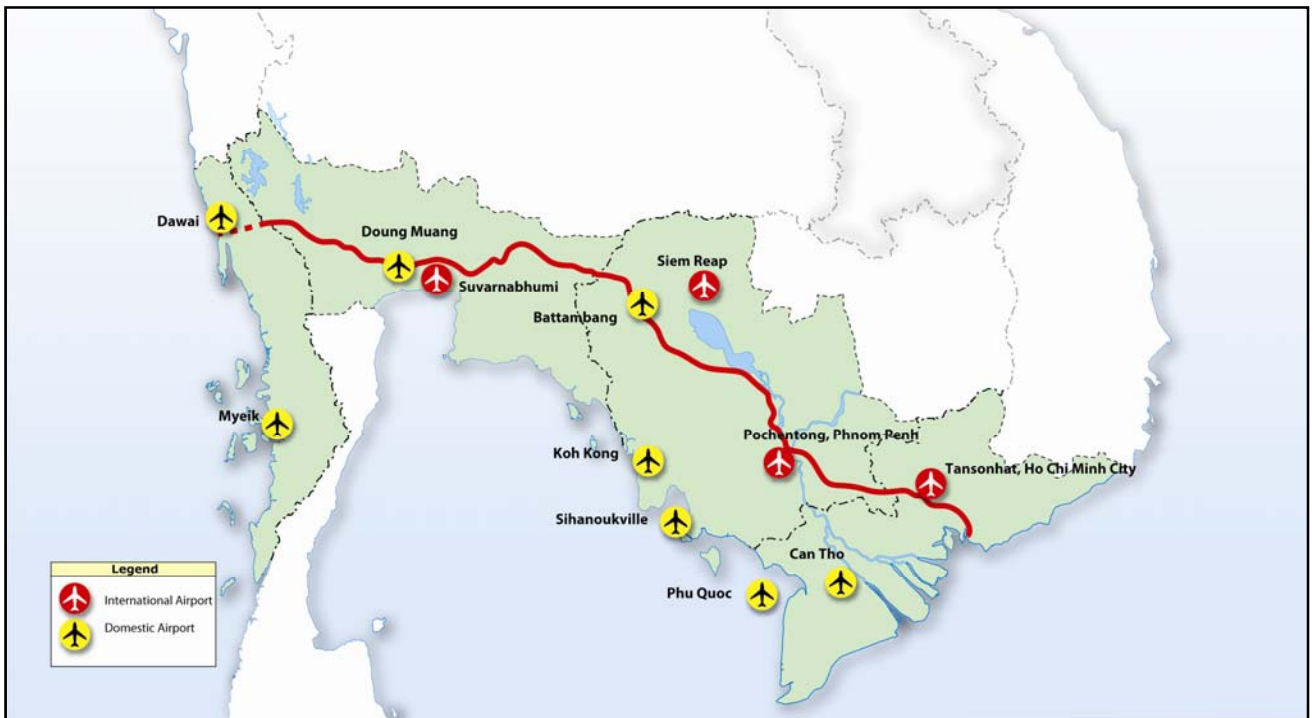 Dawai
Doung Muang
Siem Reap
Suvarnabhumi
Battambang
Myeik
Pochentong, Phnom Penh
Koh Kong
Tansonhat, Ho Chi Minh City
Sihanoukville
Can Tho
Phu Quoc
Legend
International Airport
Domestic Airport